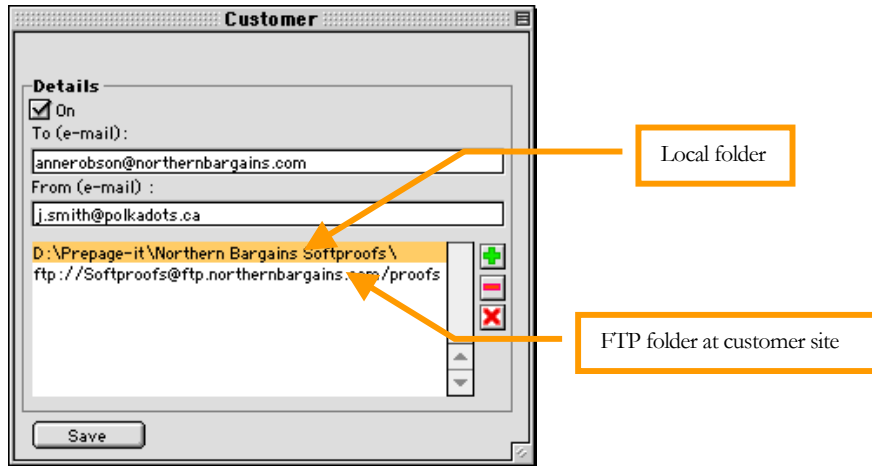 Customer
Details
On
To (e-mail):
annerobson@northernbargains.com
From (e-mail) :
j.smith@polkadots.ca
D:\Prepage-it\Northern Bargains Softproofs\
ftp://Softproofs@ftp.northernbargains.com/proofs
Save
Local folder
FTP folder at customer site